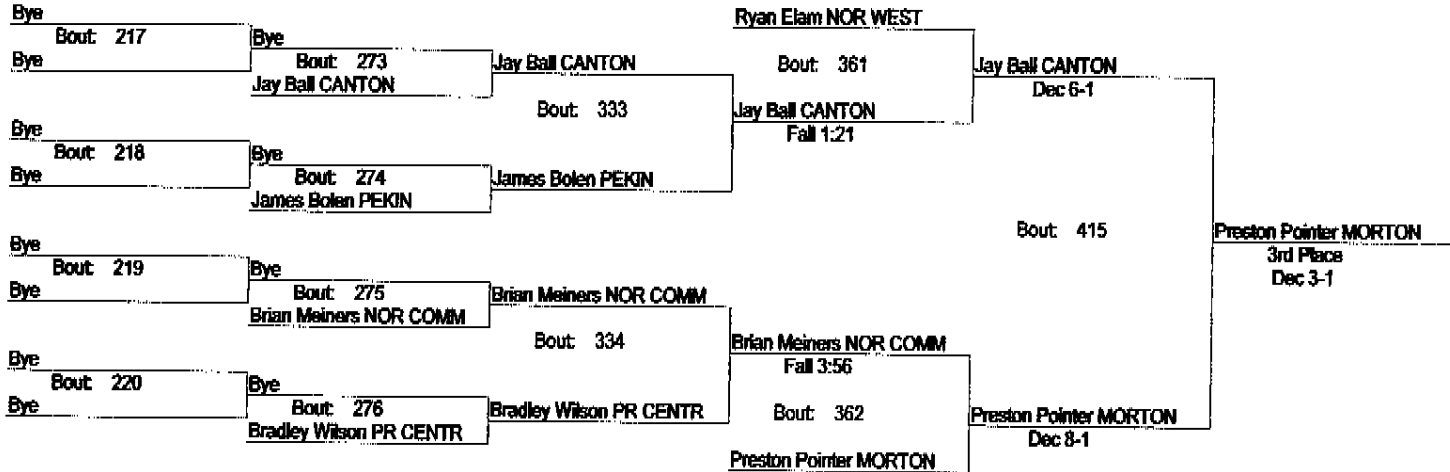 Bye
Bout: 217
Bye
Bye
Bout: 273
Jay Ball CANTON
Jay Ball CANTON
Bout: 333
Bye
Bout: 218
Bye
Bye
Bout: 274
James Bolen PEKIN
James Bolen PEKIN
Ryan Elam NOR WEST
Bout: 361
Jay Ball CANTON
Fall 1:21
Jay Ball CANTON
Dec 6-1
Bye
Bout: 219
Bye
Bye
Bout: 275
Brian Meiners NOR COMM
Brian Meiners NOR COMM
Bout: 334
Bye
Bout: 220
Bye
Bye
Bout: 276
Bradley Wilson PR CENTR
Bradley Wilson PR CENTR
Brian Meiners NOR COMM
Fall 3:56
Bout: 362
Preston Pointer MORTON
Preston Pointer MORTON
Dec 8-1
Bout: 415
Preston Pointer MORTON
3rd Place
Dec 3-1